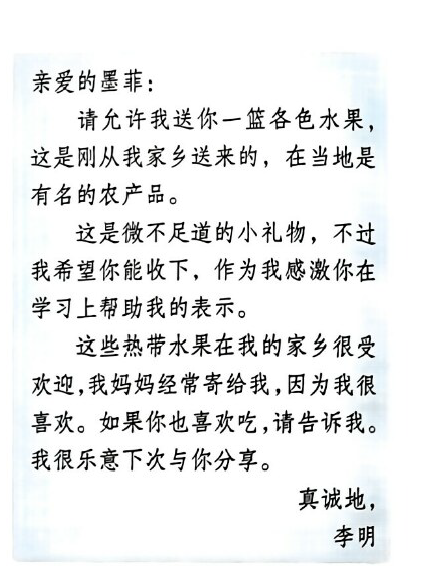 亲爱的墨菲：
请允许我送你一篮各色水果，
这是刚从我家乡送来的，在当地是
有名的农产品。
这是微不足道的小礼物，不过
我希望你能收下，作为我感激你在
学习上帮助我的表示。
这些热带水果在我的家乡很受
欢迎，我妈妈经常寄给我，因为我很
喜欢。如果你也喜欢吃，请告诉我。
我很乐意下次与你分享。
真诚地，
李明